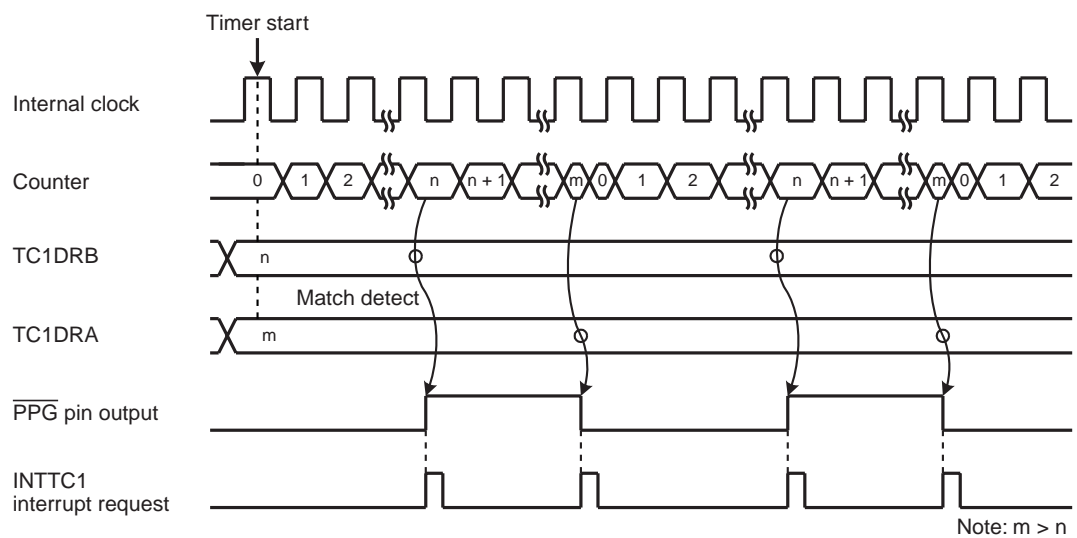 Timer start
Internal clock
Counter
0 1 2 n n + 1 m 0 1 2 n n + 1 m 0 1 2
TC1DRB
n
Match detect
TC1DRA
m
PPG pin output
INTTC1
interrupt request
Note: m > n